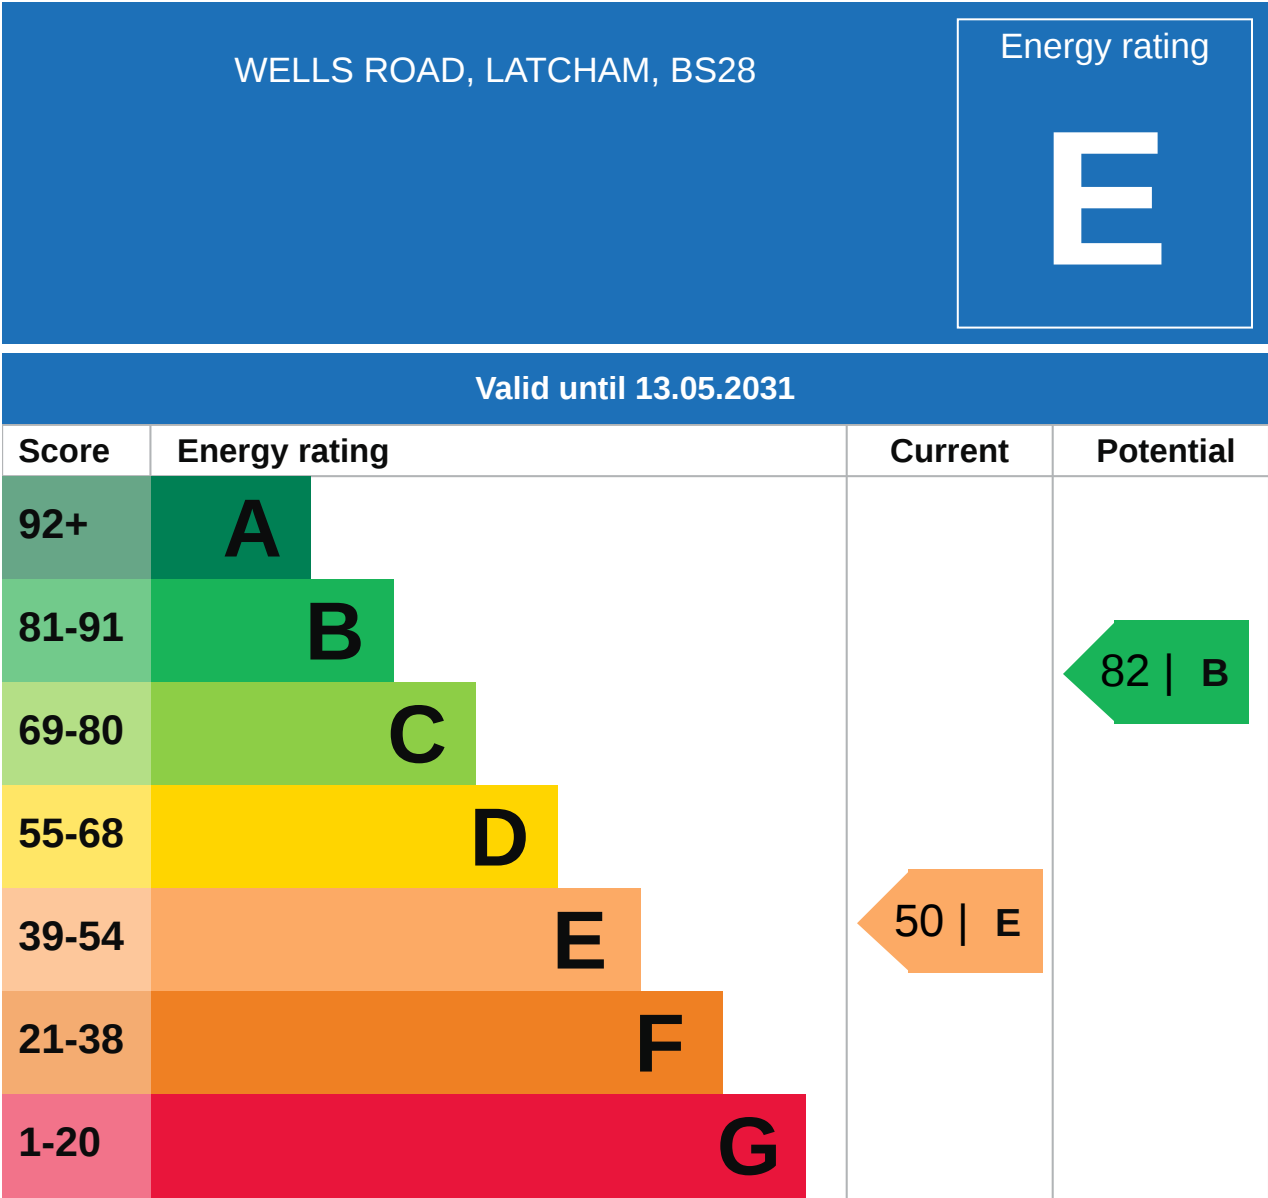 WELLS ROAD, LATCHAM, BS28
Energy rating
E
Valid until 13.05.2031
Score Energy rating Current Potential
92+ A
81-91 B
82 | B
69-80 C
55-68 D
39-54 E
50 | E
21-38 F
1-20 G